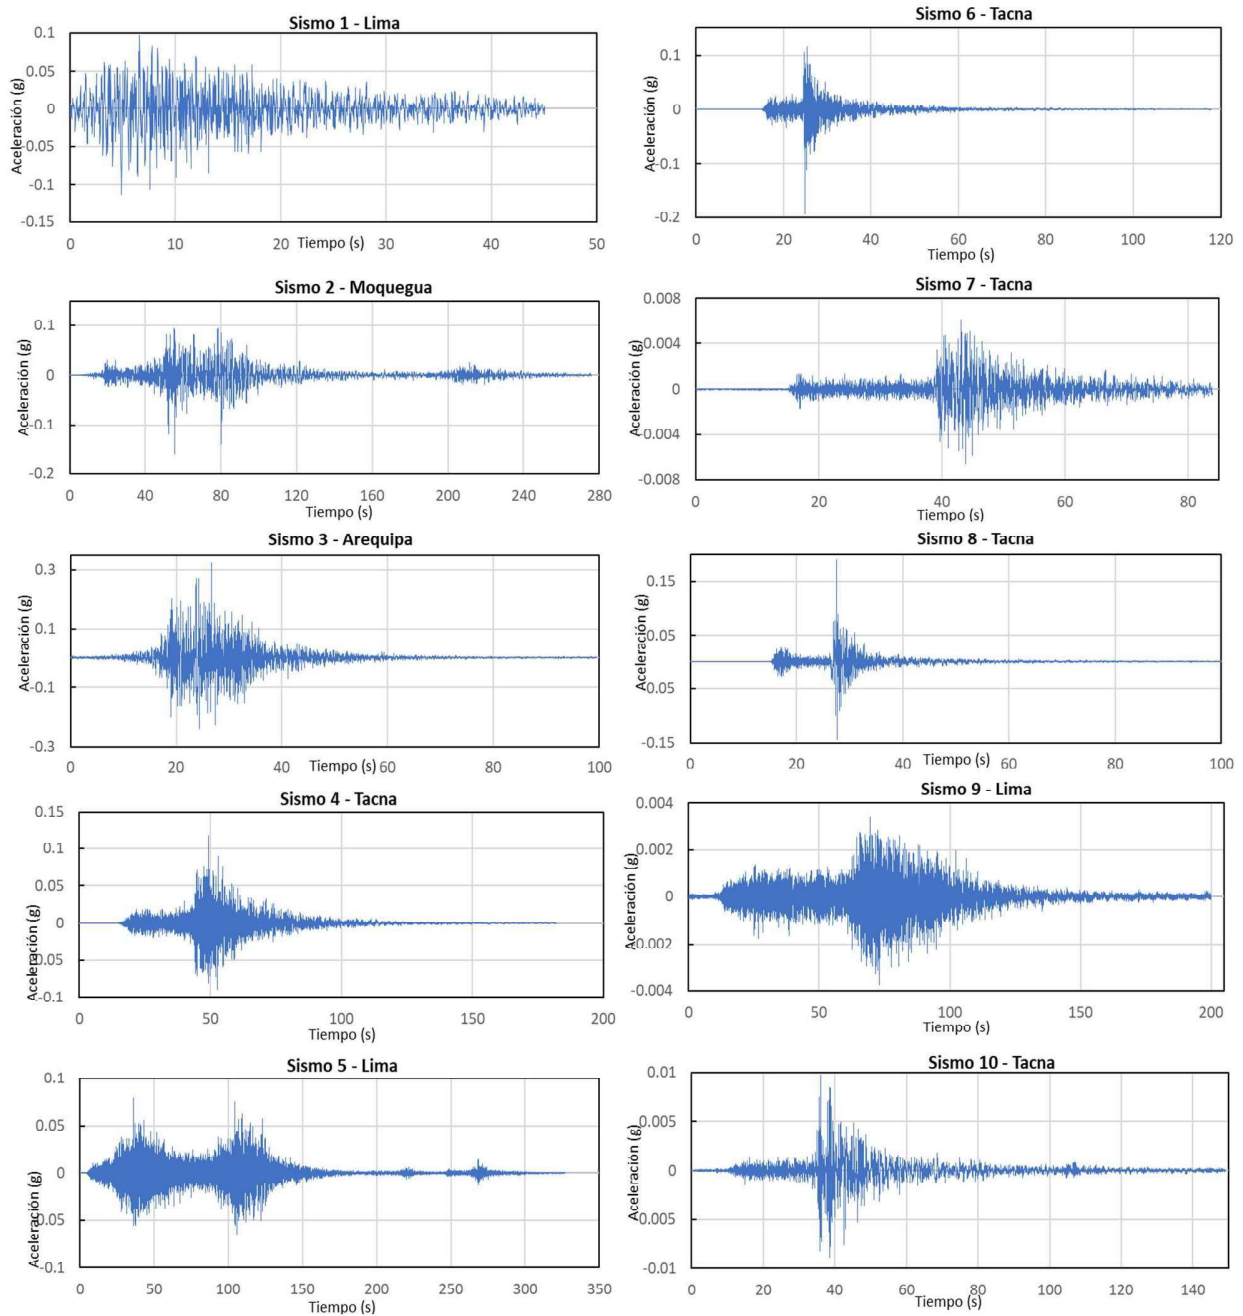 Sismo 1 - Lima
Aceleración (g)
0.1
0.05
0
-0.05
-0.1
-0.15
0 10 20 30 40 50
Tiempo (s)
Sismo 2 - Moquegua
Aceleración (g)
0.1
0
-0.1
-0.2
0 40 80 120 160 200 240 280
Tiempo (s)
Sismo 3 - Arequipa
Aceleración (g)
0.3
0.1
-0.1
-0.3
0 20 40 60 80 100
Tiempo (s)
Sismo 4 - Tacna
Aceleración (g)
0.15
0.1
0.05
0
-0.05
-0.1
0 50 100 150 200
Tiempo (s)
Sismo 5 - Lima
Aceleración (g)
0.1
0.05
0
-0.05
-0.1
0 50 100 150 200 250 300 350
Tiempo (s)
Sismo 6 - Tacna
Aceleración (g)
0.1
0
-0.1
-0.2
0 20 40 60 80 100 120
Tiempo (s)
Sismo 7 - Tacna
Aceleración (g)
0.008
0.004
0
-0.004
-0.008
0 20 40 60 80
Tiempo (s)
Sismo 8 - Tacna
Aceleración (g)
0.15
0.05
-0.05
-0.15
0 20 40 60 80 100
Tiempo (s)
Sismo 9 - Lima
Aceleración (g)
0.004
0.002
0
-0.002
-0.004
0 50 100 150 200
Tiempo (s)
Sismo 10 - Tacna
Aceleración (g)
0.01
0.005
0
-0.005
-0.01
0 20 40 60 80 100 120 140
Tiempo (s)